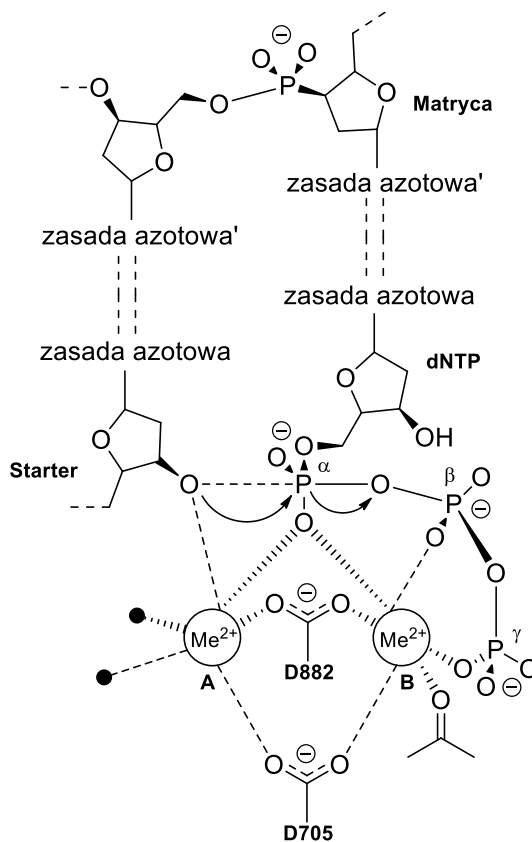 O O
P
O
O
O
O
Matryca
zasada azotowa'
zasada azotowa'
zasada azotowa
zasada azotowa
dNTP
O
O
OH
O
O
α
Starter
O
P
O
β
O
P
O
O
O
O
γ
Me2+
O
O
Me2+
P
O
O
O
D882
A
B
O
O
O
D705